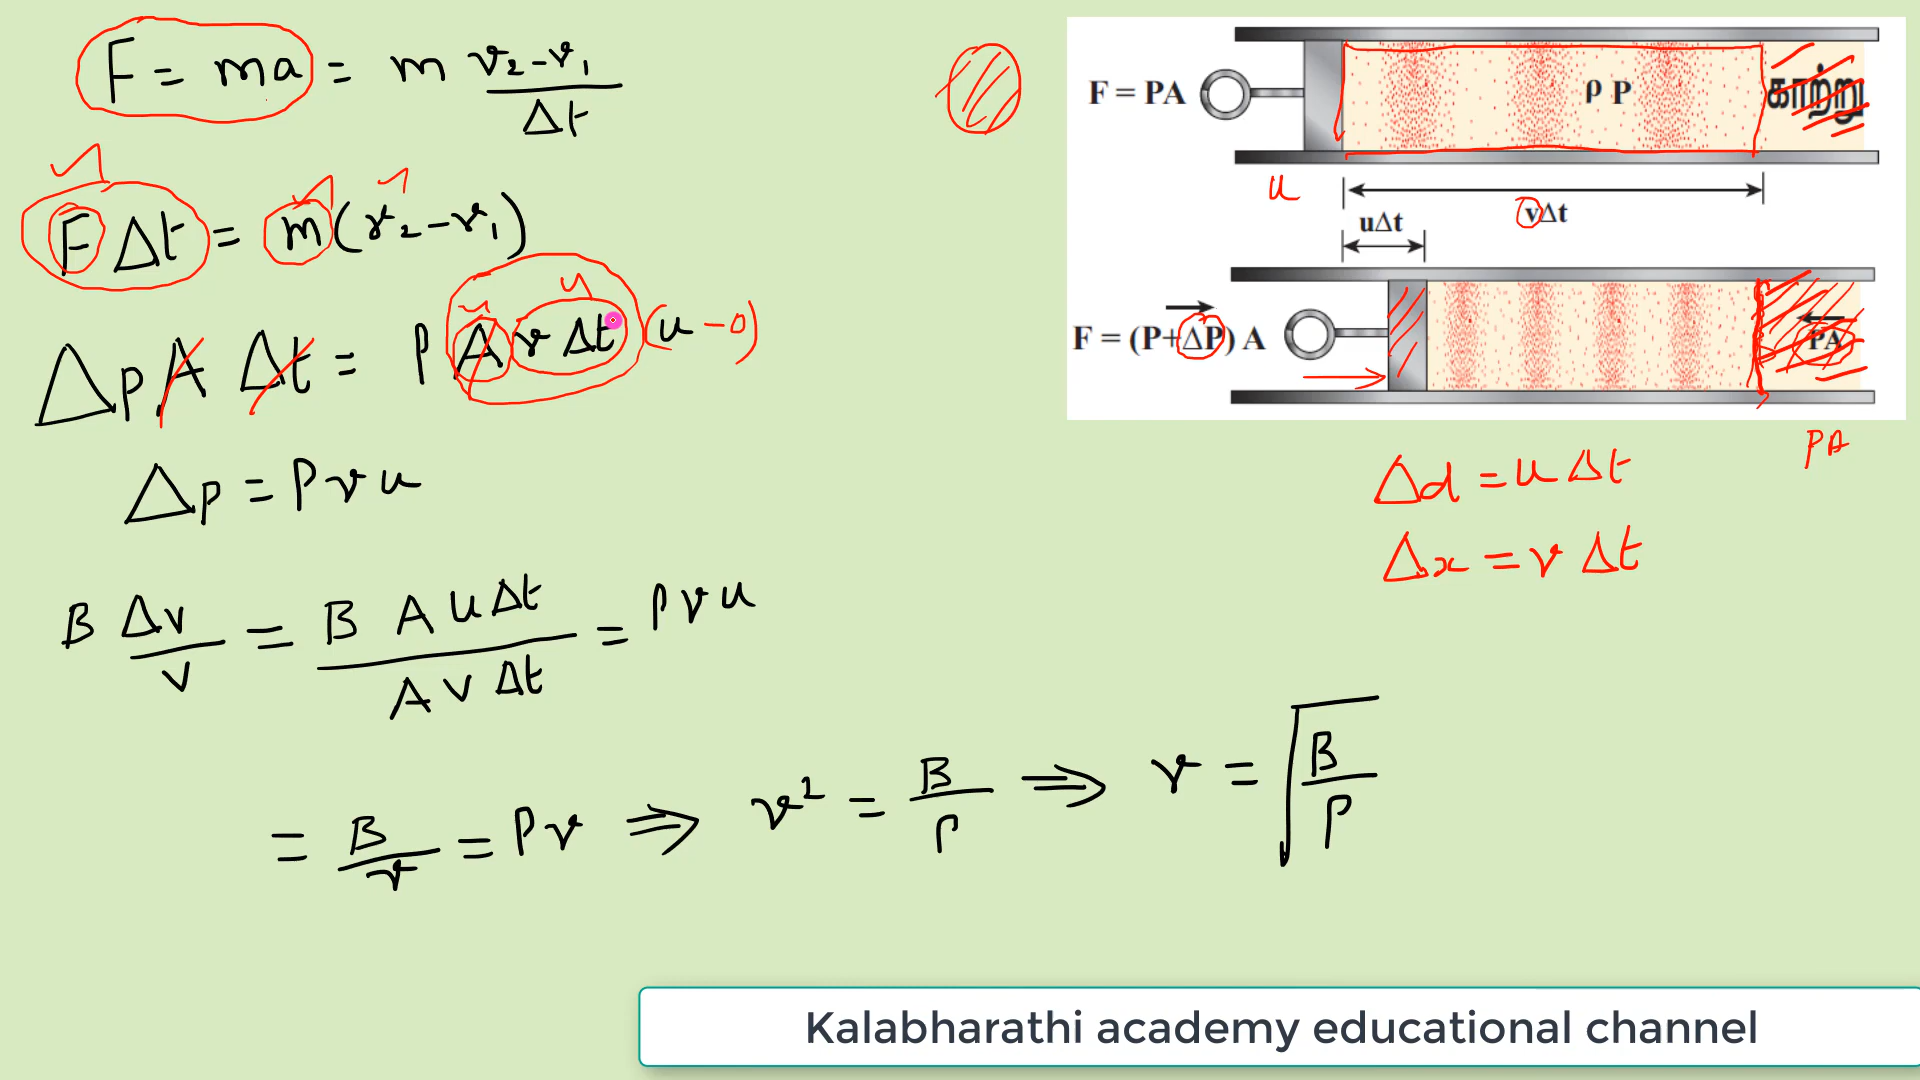 F = ma = m v₂-v₁ / Δt
F Δt = m(v₂-v₁)
ΔP A Δt = ρ A v Δt (u - 0)
ΔP = ρ v u
B Δv / v = B A u Δt / A v Δt = ρ v u
= B / v = ρ v ⇒ v² = B / ρ ⇒ v = √B / ρ
F = PA
ρ P
காற்று
u
vΔt
uΔt
F = (P+ΔP) A
PA
PA
Δd = u Δt
Δx = v Δt
Kalabharathi academy educational channel